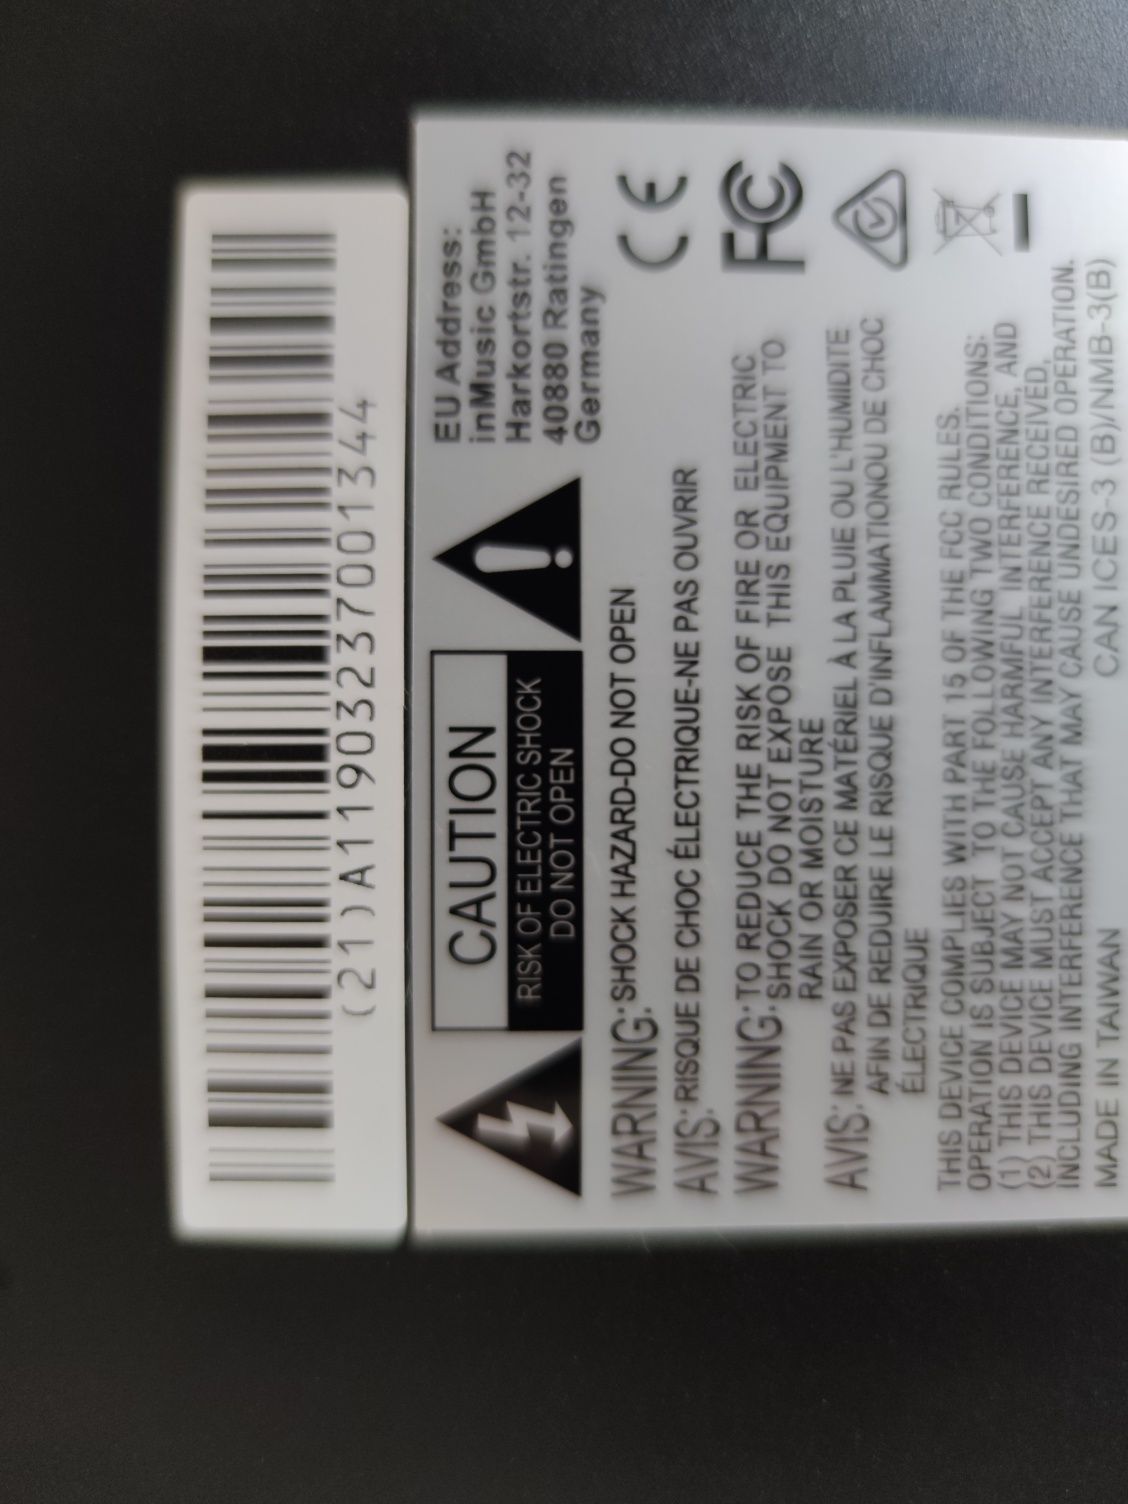 (21)A11903237001344
CAUTION
RISK OF ELECTRIC SHOCK
DO NOT OPEN
EU Address:
inMusic GmbH
Harkortstr. 12-32
40880 Ratingen
Germany
WARNING: SHOCK HAZARD-DO NOT OPEN
AVIS: RISQUE DE CHOC ÉLECTRIQUE-NE PAS OUVRIR
WARNING: TO REDUCE THE RISK OF FIRE OR ELECTRIC
SHOCK DO NOT EXPOSE THIS EQUIPMENT TO
RAIN OR MOISTURE
AVIS: NE PAS EXPOSER CE MATÉRIEL À LA PLUIE OU L'HUMIDITE
AFIN DE REDUIRE LE RISQUE D'INFLAMMATIONOU DE CHOC
ÉLECTRIQUE
CE
FC
THIS DEVICE COMPLIES WITH PART 15 OF THE FCC RULES.
OPERATION IS SUBJECT TO THE FOLLOWING TWO CONDITIONS:
(1) THIS DEVICE MAY NOT CAUSE HARMFUL INTERFERENCE, AND
(2) THIS DEVICE MUST ACCEPT ANY INTERFERENCE RECEIVED,
INCLUDING INTERFERENCE THAT MAY CAUSE UNDESIRED OPERATION.
MADE IN TAIWAN CAN ICES-3 (B)/NMB-3(B)